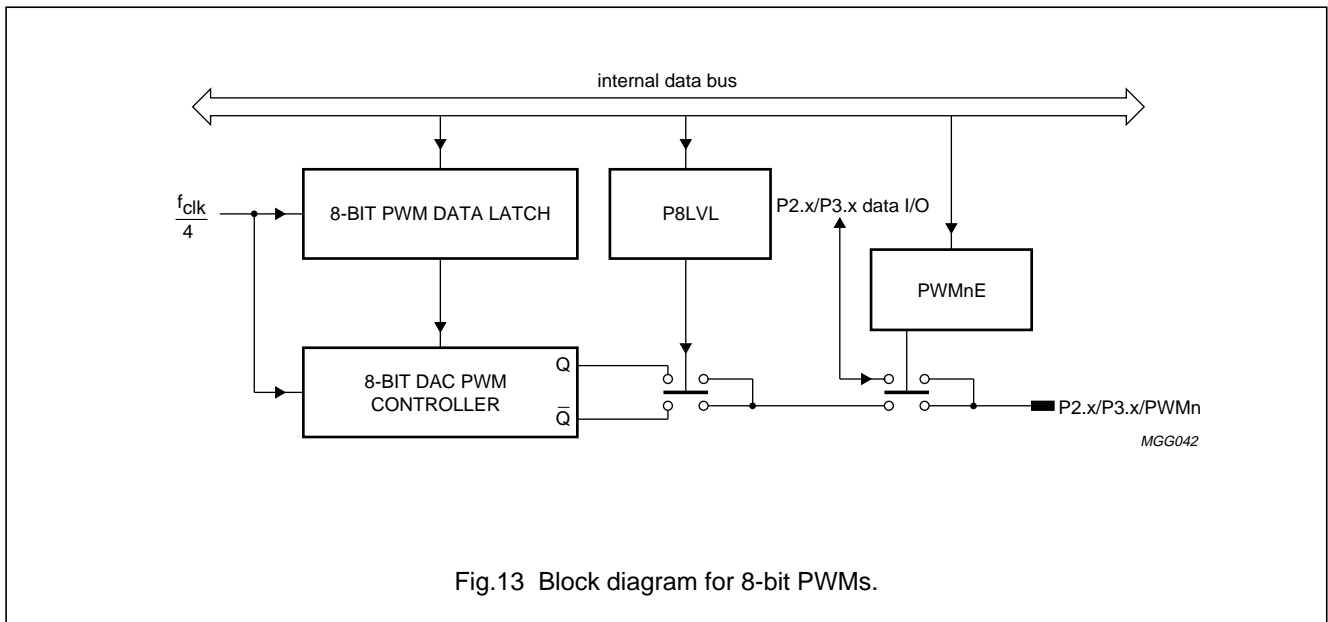 internal data bus
fclk
4
8-BIT PWM DATA LATCH
P8LVL
P2.x/P3.x data I/O
PWMnE
8-BIT DAC PWM
CONTROLLER
Q
Q̅
P2.x/P3.x/PWMn
MGG042
Fig.13 Block diagram for 8-bit PWMs.